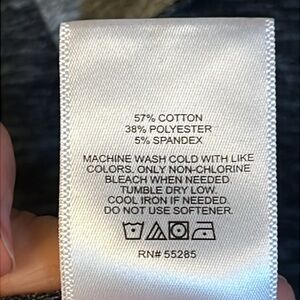 57% COTTON
38% POLYESTER
5% SPANDEX
MACHINE WASH COLD WITH LIKE
COLORS. ONLY NON-CHLORINE
BLEACH WHEN NEEDED.
TUMBLE DRY LOW.
COOL IRON IF NEEDED.
DO NOT USE SOFTENER.
RN# 55285